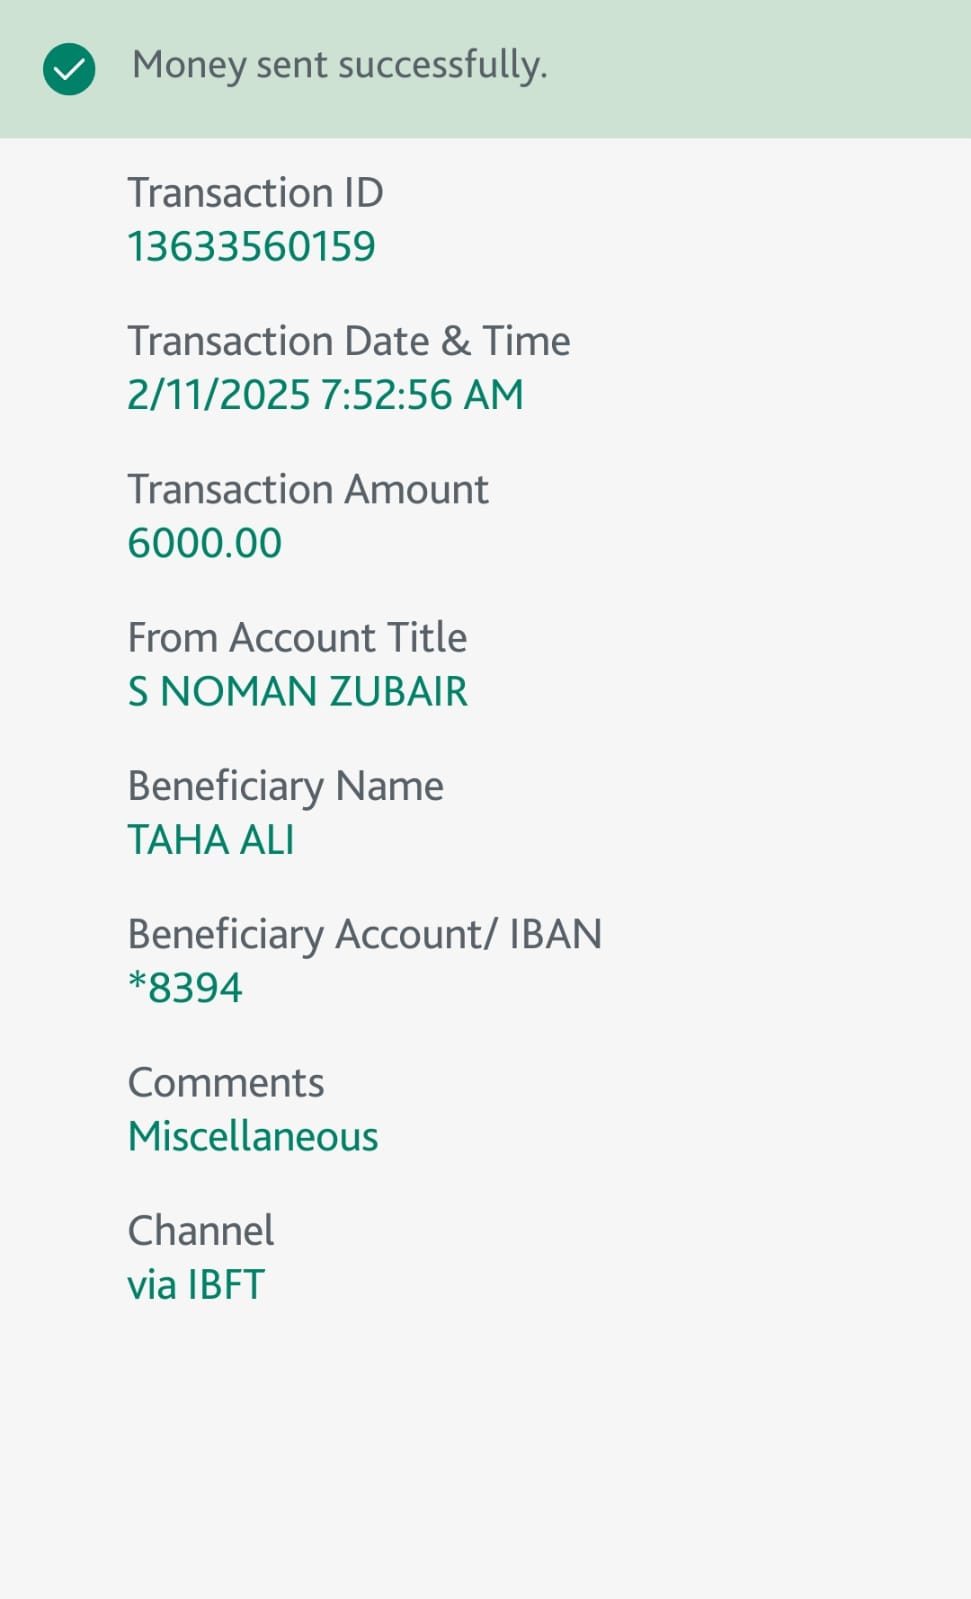 Money sent successfully.
Transaction ID
13633560159
Transaction Date & Time
2/11/2025 7:52:56 AM
Transaction Amount
6000.00
From Account Title
S NOMAN ZUBAIR
Beneficiary Name
TAHA ALI
Beneficiary Account/ IBAN
*8394
Comments
Miscellaneous
Channel
via IBFT